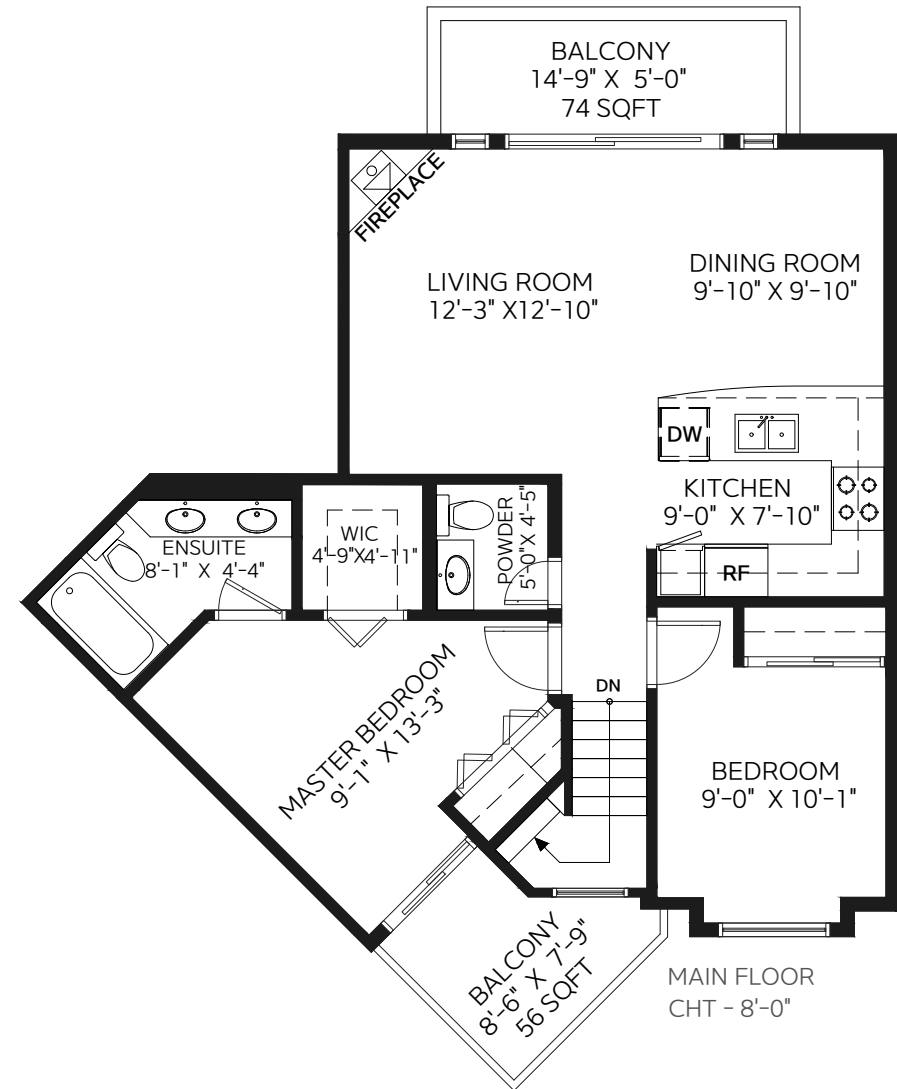 BALCONY
14'-9" X 5'-0"
74 SQFT
FIREPLACE
LIVING ROOM
12'-3" X12'-10"
DINING ROOM
9'-10" X 9'-10"
DW
KITCHEN
9'-0" X 7'-10"
RF
ENSUITE
8'-1" X 4'-4"
WIC
4'-9"X4'-11"
POWDER
5'-0"X 4'-5"
MASTER BEDROOM
9'-1" X 13'-3"
DN
BEDROOM
9'-0" X 10'-1"
BALCONY
8'-6" X 7'-9"
56 SQFT
MAIN FLOOR
CHT - 8'-0"